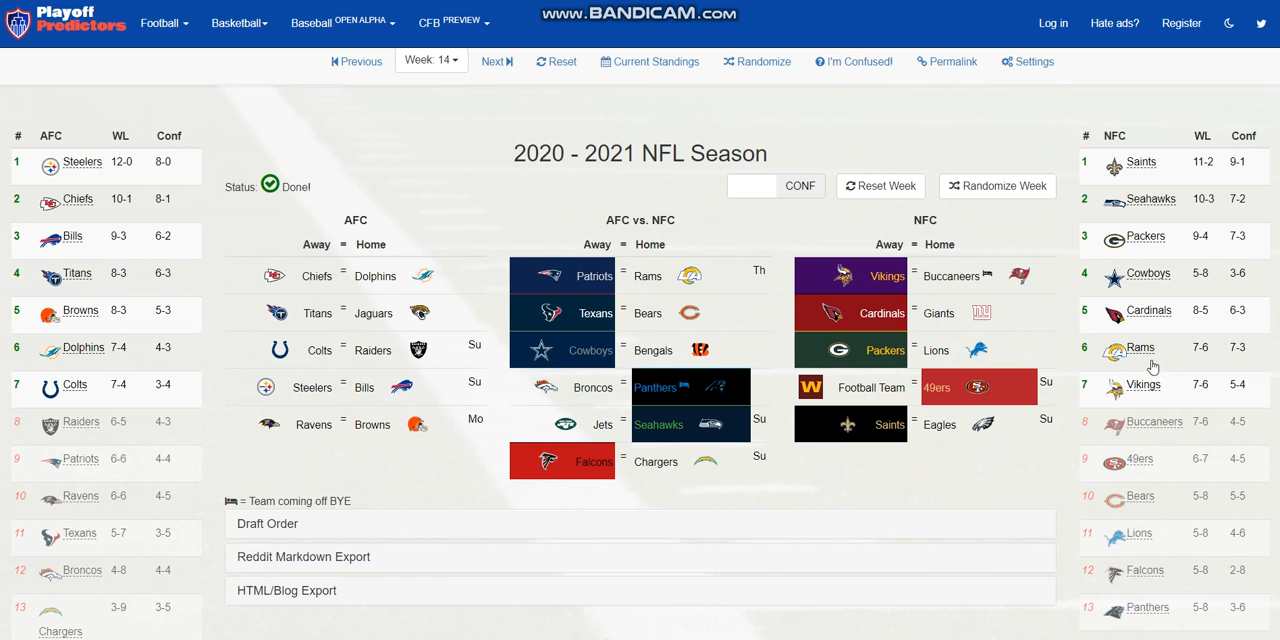 www.BANDICAM.com
Playoff Predictors
Football Basketball Baseball OPEN ALPHA CFB PREVIEW Log in Hate ads? Register
Previous Week: 14 Next Reset Current Standings Randomize I'm Confused! Permalink Settings
2020 - 2021 NFL Season
Status: Done!
CONF Reset Week Randomize Week
# AFC WL Conf
1 Steelers 12-0 8-0
2 Chiefs 10-1 8-1
3 Bills 9-3 6-2
4 Titans 8-3 6-3
5 Browns 8-3 5-3
6 Dolphins 7-4 4-3
7 Colts 7-4 3-4
8 Raiders 6-5 4-3
9 Patriots 6-6 4-4
10 Ravens 6-6 4-5
11 Texans 5-7 3-5
12 Broncos 4-8 4-4
13 Chargers 3-9 3-5
AFC
Away = Home
Chiefs = Dolphins
Titans = Jaguars
Colts = Raiders Su
Steelers = Bills Su
Ravens = Browns Mo
AFC vs. NFC
Away = Home
Patriots = Rams Th
Texans = Bears
Cowboys = Bengals
Broncos = Panthers
Jets = Seahawks Su
Falcons = Chargers Su
NFC
Away = Home
Vikings = Buccaneers
Cardinals = Giants
Packers = Lions
W Football Team = 49ers Su
Saints = Eagles Su
= Team coming off BYE
Draft Order
Reddit Markdown Export
HTML/Blog Export
# NFC WL Conf
1 Saints 11-2 9-1
2 Seahawks 10-3 7-2
3 Packers 9-4 7-3
4 Cowboys 5-8 3-6
5 Cardinals 8-5 6-3
6 Rams 7-6 7-3
7 Vikings 7-6 5-4
8 Buccaneers 7-6 4-5
9 49ers 6-7 4-5
10 Bears 5-8 5-5
11 Lions 5-8 4-6
12 Falcons 5-8 2-8
13 Panthers 5-8 3-6